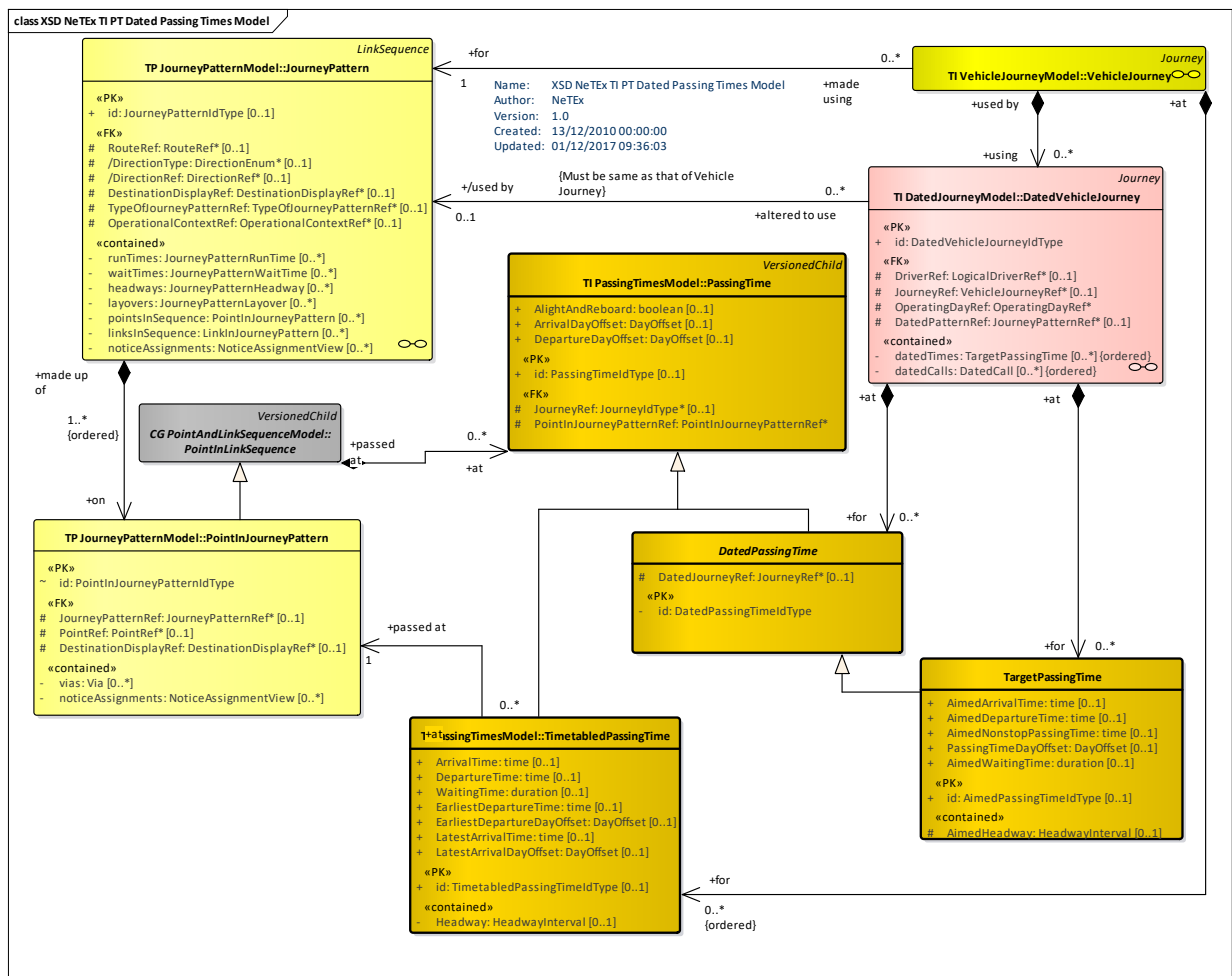 class XSD NeTEx TI PT Dated Passing Times Model
LinkSequence
TP JourneyPatternModel::JourneyPattern
«PK»
+ id: JourneyPatternIdType [0..1]
«FK»
# RouteRef: RouteRef* [0..1]
# /DirectionType: DirectionEnum* [0..1]
# /DirectionRef: DirectionRef* [0..1]
# DestinationDisplayRef: DestinationDisplayRef* [0..1]
# TypeOfJourneyPatternRef: TypeOfJourneyPatternRef* [0..1]
# OperationalContextRef: OperationalContextRef* [0..1]
«contained»
- runTimes: JourneyPatternRunTime [0..*]
- waitTimes: JourneyPatternWaitTime [0..*]
- headways: JourneyPatternHeadway [0..*]
- layovers: JourneyPatternLayover [0..*]
- pointsInSequence: PointInJourneyPattern [0..*]
- linksInSequence: LinkInJourneyPattern [0..*]
- noticeAssignments: NoticeAssignmentView [0..*]
+for
0..*
1
+made
using
Name: XSD NeTEx TI PT Dated Passing Times Model
Author: NeTEx
Version: 1.0
Created: 13/12/2010 00:00:00
Updated: 01/12/2017 09:36:03
Journey
TI VehicleJourneyModel::VehicleJourney
+used by
+at
+using
0..*
+/used by
{Must be same as that of Vehicle
Journey}
0..*
0..1
+altered to use
Journey
TI DatedJourneyModel::DatedVehicleJourney
«PK»
+ id: DatedVehicleJourneyIdType
«FK»
# DriverRef: LogicalDriverRef* [0..1]
# JourneyRef: VehicleJourneyRef* [0..1]
# OperatingDayRef: OperatingDayRef*
# DatedPatternRef: JourneyPatternRef* [0..1]
«contained»
- datedTimes: TargetPassingTime [0..*] {ordered}
- datedCalls: DatedCall [0..*] {ordered}
VersionedChild
TI PassingTimesModel::PassingTime
+ AlightAndReboard: boolean [0..1]
+ ArrivalDayOffset: DayOffset [0..1]
+ DepartureDayOffset: DayOffset [0..1]
«PK»
+ id: PassingTimeIdType [0..1]
«FK»
# JourneyRef: JourneyIdType* [0..1]
# PointInJourneyPatternRef: PointInJourneyPatternRef*
+made up
of
1..*
{ordered}
+on
VersionedChild
CG PointAndLinkSequenceModel::
PointInLinkSequence
+passed
at
0..*
+at
+at
+at
TP JourneyPatternModel::PointInJourneyPattern
«PK»
~ id: PointInJourneyPatternIdType
«FK»
# JourneyPatternRef: JourneyPatternRef* [0..1]
# PointRef: PointRef* [0..1]
# DestinationDisplayRef: DestinationDisplayRef* [0..1]
«contained»
- vias: Via [0..*]
- noticeAssignments: NoticeAssignmentView [0..*]
+for
0..*
DatedPassingTime
# DatedJourneyRef: JourneyRef* [0..1]
«PK»
- id: DatedPassingTimeIdType
+passed at
1
0..*
+for
0..*
TargetPassingTime
+ AimedArrivalTime: time [0..1]
+ AimedDepartureTime: time [0..1]
+ AimedNonstopPassingTime: time [0..1]
+ PassingTimeDayOffset: DayOffset [0..1]
+ AimedWaitingTime: duration [0..1]
«PK»
+ id: AimedPassingTimeIdType [0..1]
«contained»
# AimedHeadway: HeadwayInterval [0..1]
+at
ssingTimesModel::TimetabledPassingTime
+ ArrivalTime: time [0..1]
+ DepartureTime: time [0..1]
+ WaitingTime: duration [0..1]
+ EarliestDepartureTime: time [0..1]
+ EarliestDepartureDayOffset: DayOffset [0..1]
+ LatestArrivalTime: time [0..1]
+ LatestArrivalDayOffset: DayOffset [0..1]
«PK»
+ id: TimetabledPassingTimeIdType [0..1]
«contained»
- Headway: HeadwayInterval [0..1]
+for
0..*
{ordered}